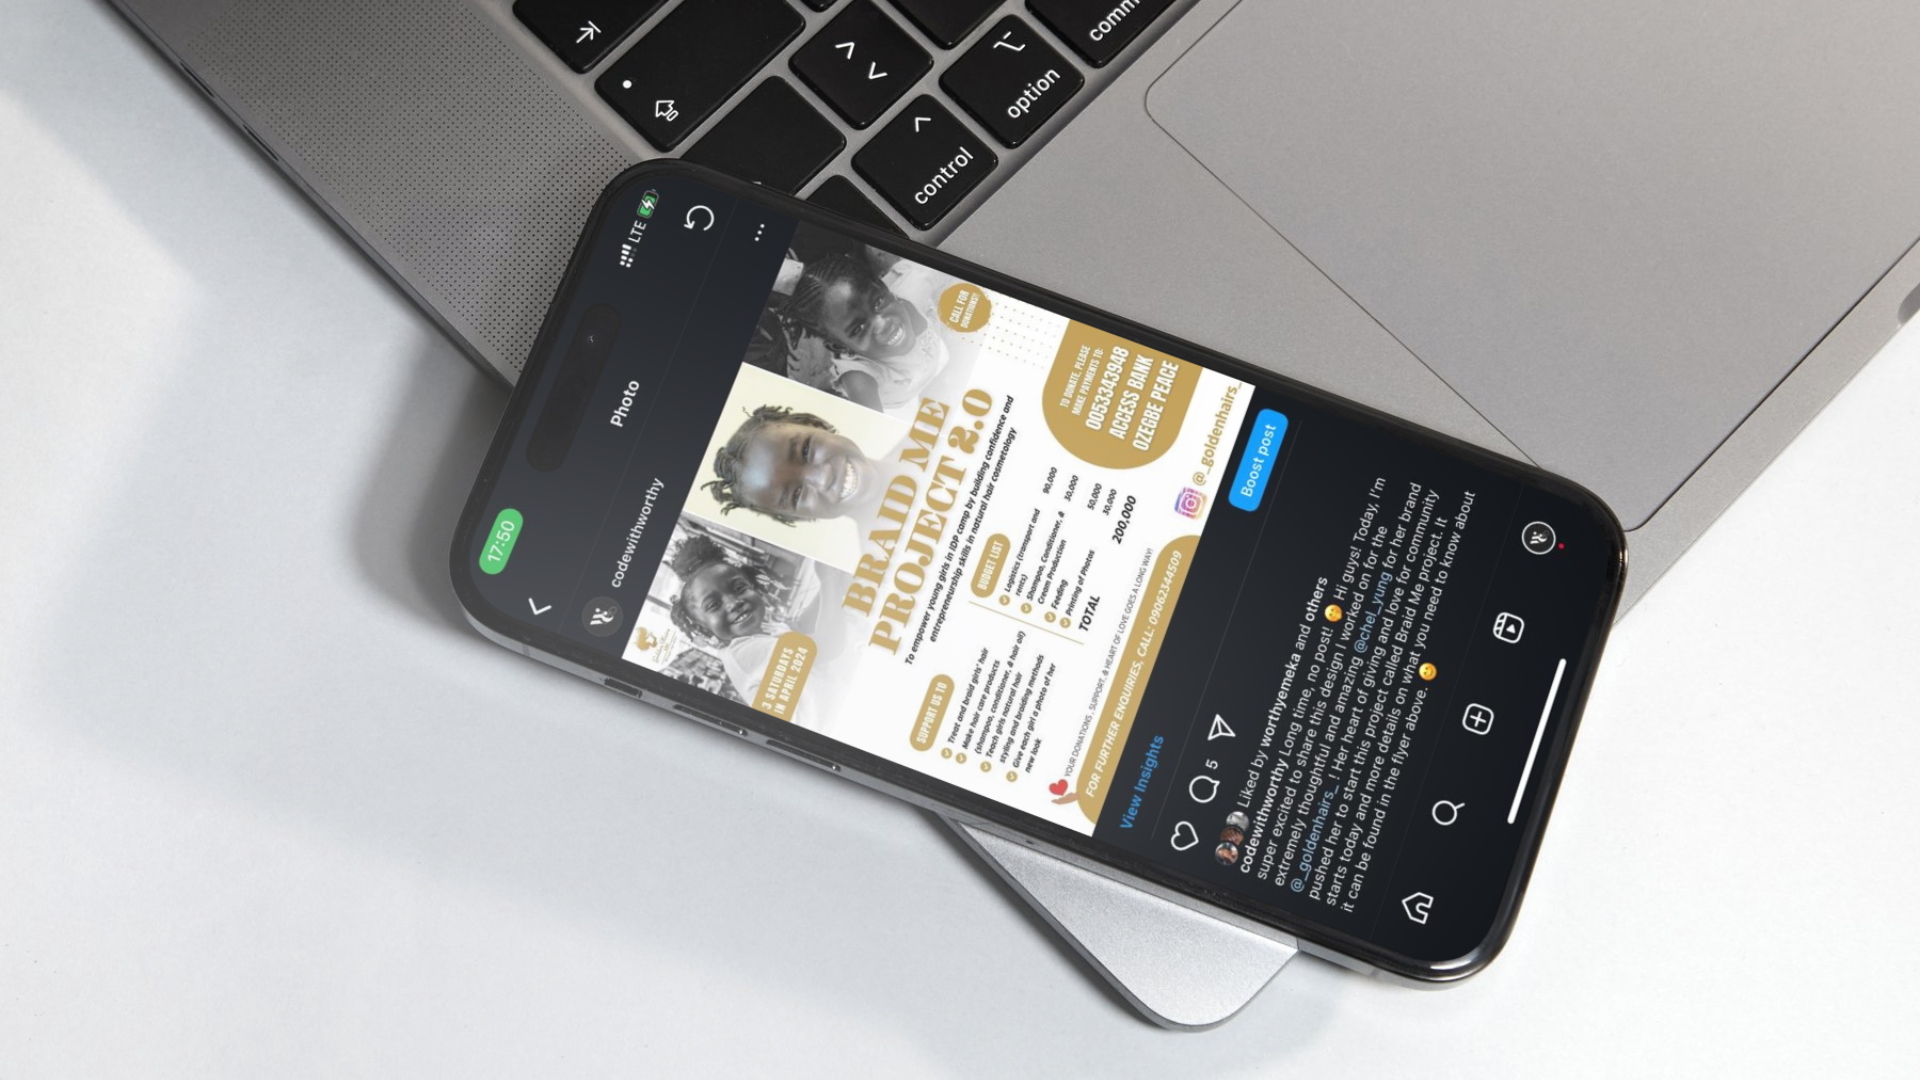 option
control
17:50
LTE
Photo
codewithworthy
CALL FOR
DONATIONS!!
3 SATURDAYS
IN APRIL 2024
BRAID ME
PROJECT 2.0
To empower young girls in IDP camp by building confidence and
entrepreneurship skills in natural hair cosmetology
SUPPORT US TO
Treat and braid girls' hair
Make hair care products
(shampoo, conditioner, & hair oil)
Teach girls natural hair
styling and braiding methods
Give each girl a photo of her
new look
BUDGET LIST
Logistics (transport and
rents) 90,000
Shampoo, Conditioner, &
Cream Production 30,000
Feeding 50,000
Printing of Photos 30,000
TOTAL 200,000
TO DONATE, PLEASE
MAKE PAYMENTS TO:
0053343948
ACCESS BANK
OZEGBE PEACE
YOUR DONATIONS, SUPPORT, & HEART OF LOVE GOES A LONG WAY!
FOR FURTHER ENQUIRIES, CALL: 09062344509
@_goldenhairs_
View Insights
Boost post
5
Liked by worthyemeka and others
codewithworthy Long time, no post! 🤭 Hi guys! Today, I'm
super excited to share this design I worked on for the
extremely thoughtful and amazing @chel_yung for her brand
@_goldenhairs_ ! Her heart of giving and love for community
pushed her to start this project called Braid Me project. It
starts today and more details on what you need to know about
it can be found in the flyer above. 😊